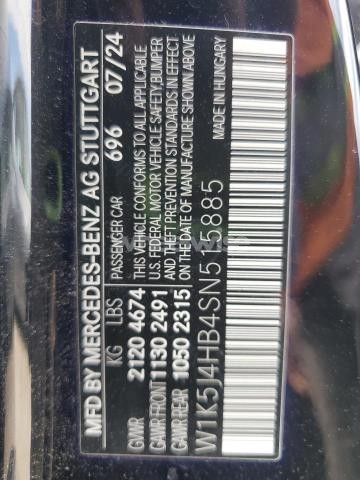 MFD BY MERCEDES-BENZ AG STUTTGART
PASSENGER CAR 696 07/24
KG LBS
GVWR 2120 4674
GAWR FRONT 1130 2491
GAWR REAR 1050 2315
THIS VEHICLE CONFORMS TO ALL APPLICABLE
U.S. FEDERAL MOTOR VEHICLE SAFETY, BUMPER
AND THEFT PREVENTION STANDARDS IN EFFECT
ON THE DATE OF MANUFACTURE SHOWN ABOVE
MADE IN HUNGARY
W1K5J4HB4SN515885